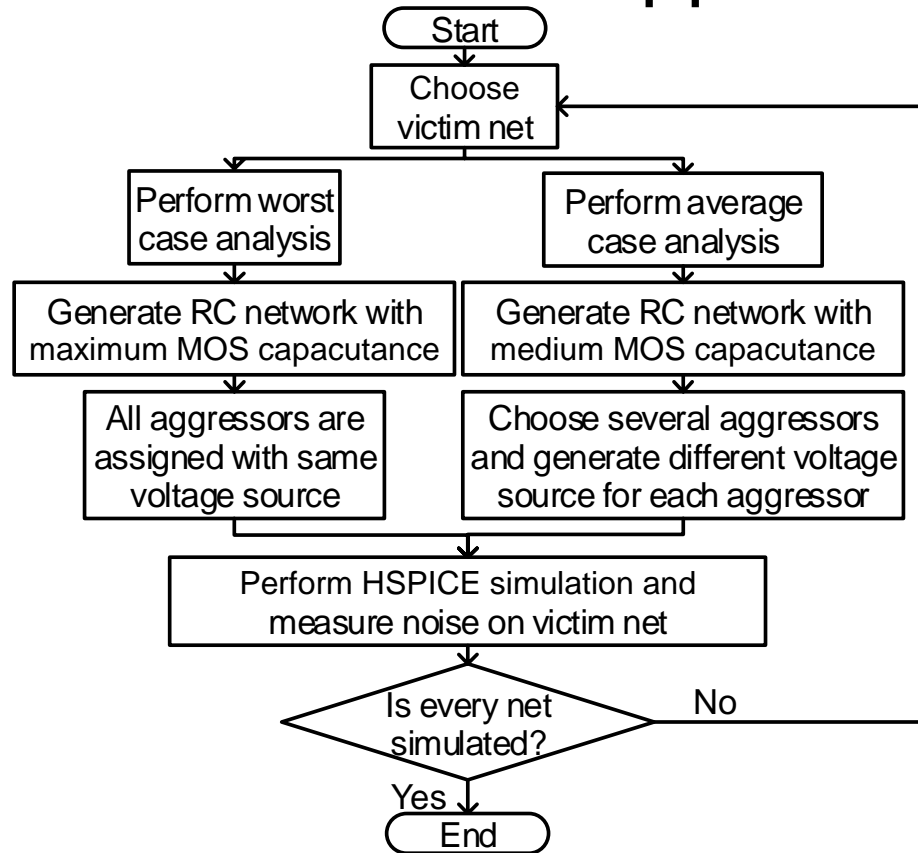 Start
Choose
victim net
Perform worst
case analysis
Perform average
case analysis
Generate RC network with
maximum MOS capacutance
Generate RC network with
medium MOS capacutance
All aggressors are
assigned with same
voltage source
Choose several aggressors
and generate different voltage
source for each aggressor
Perform HSPICE simulation and
measure noise on victim net
Is every net
simulated?
No
Yes
End